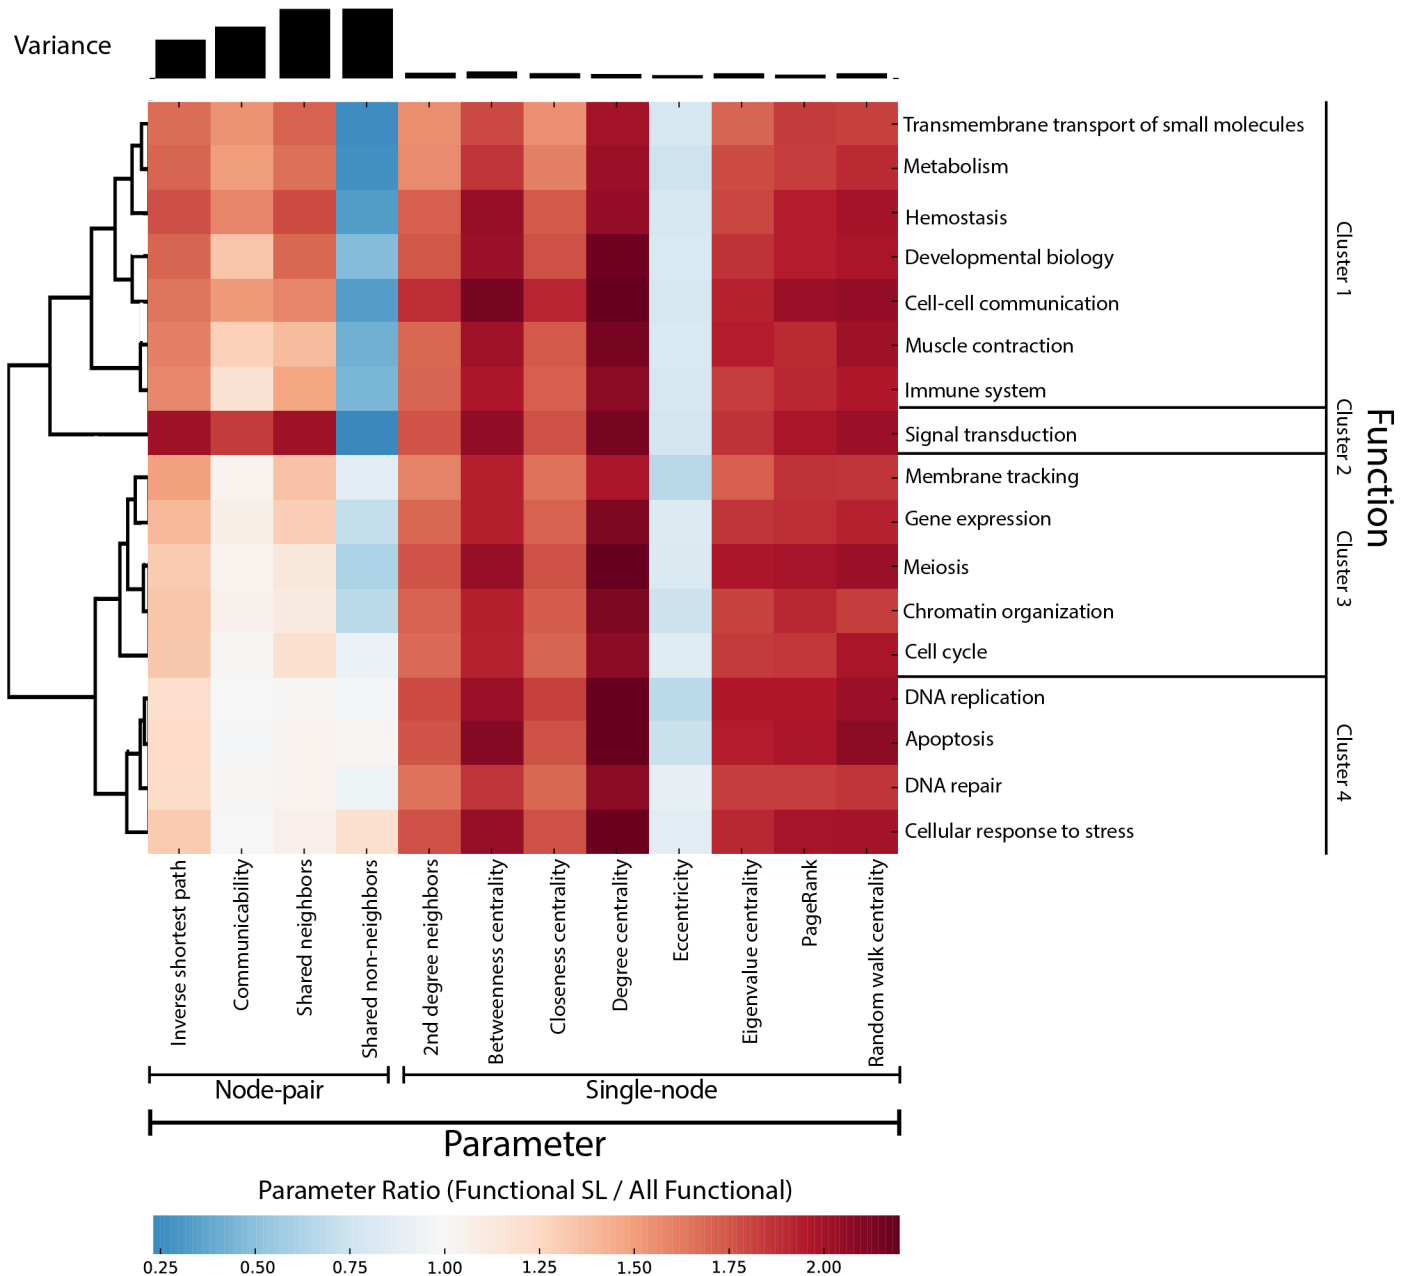 Variance
Transmembrane transport of small molecules
Metabolism
Hemostasis
Developmental biology
Cell-cell communication
Muscle contraction
Immune system
Signal transduction
Membrane tracking
Gene expression
Meiosis
Chromatin organization
Cell cycle
DNA replication
Apoptosis
DNA repair
Cellular response to stress
Cluster 1
Cluster 2
Cluster 3
Cluster 4
Function
Inverse shortest path
Communicability
Shared neighbors
Shared non-neighbors
2nd degree neighbors
Betweenness centrality
Closeness centrality
Degree centrality
Eccentricity
Eigenvalue centrality
PageRank
Random walk centrality
Node-pair
Single-node
Parameter
Parameter Ratio (Functional SL / All Functional)
0.25 0.50 0.75 1.00 1.25 1.50 1.75 2.00